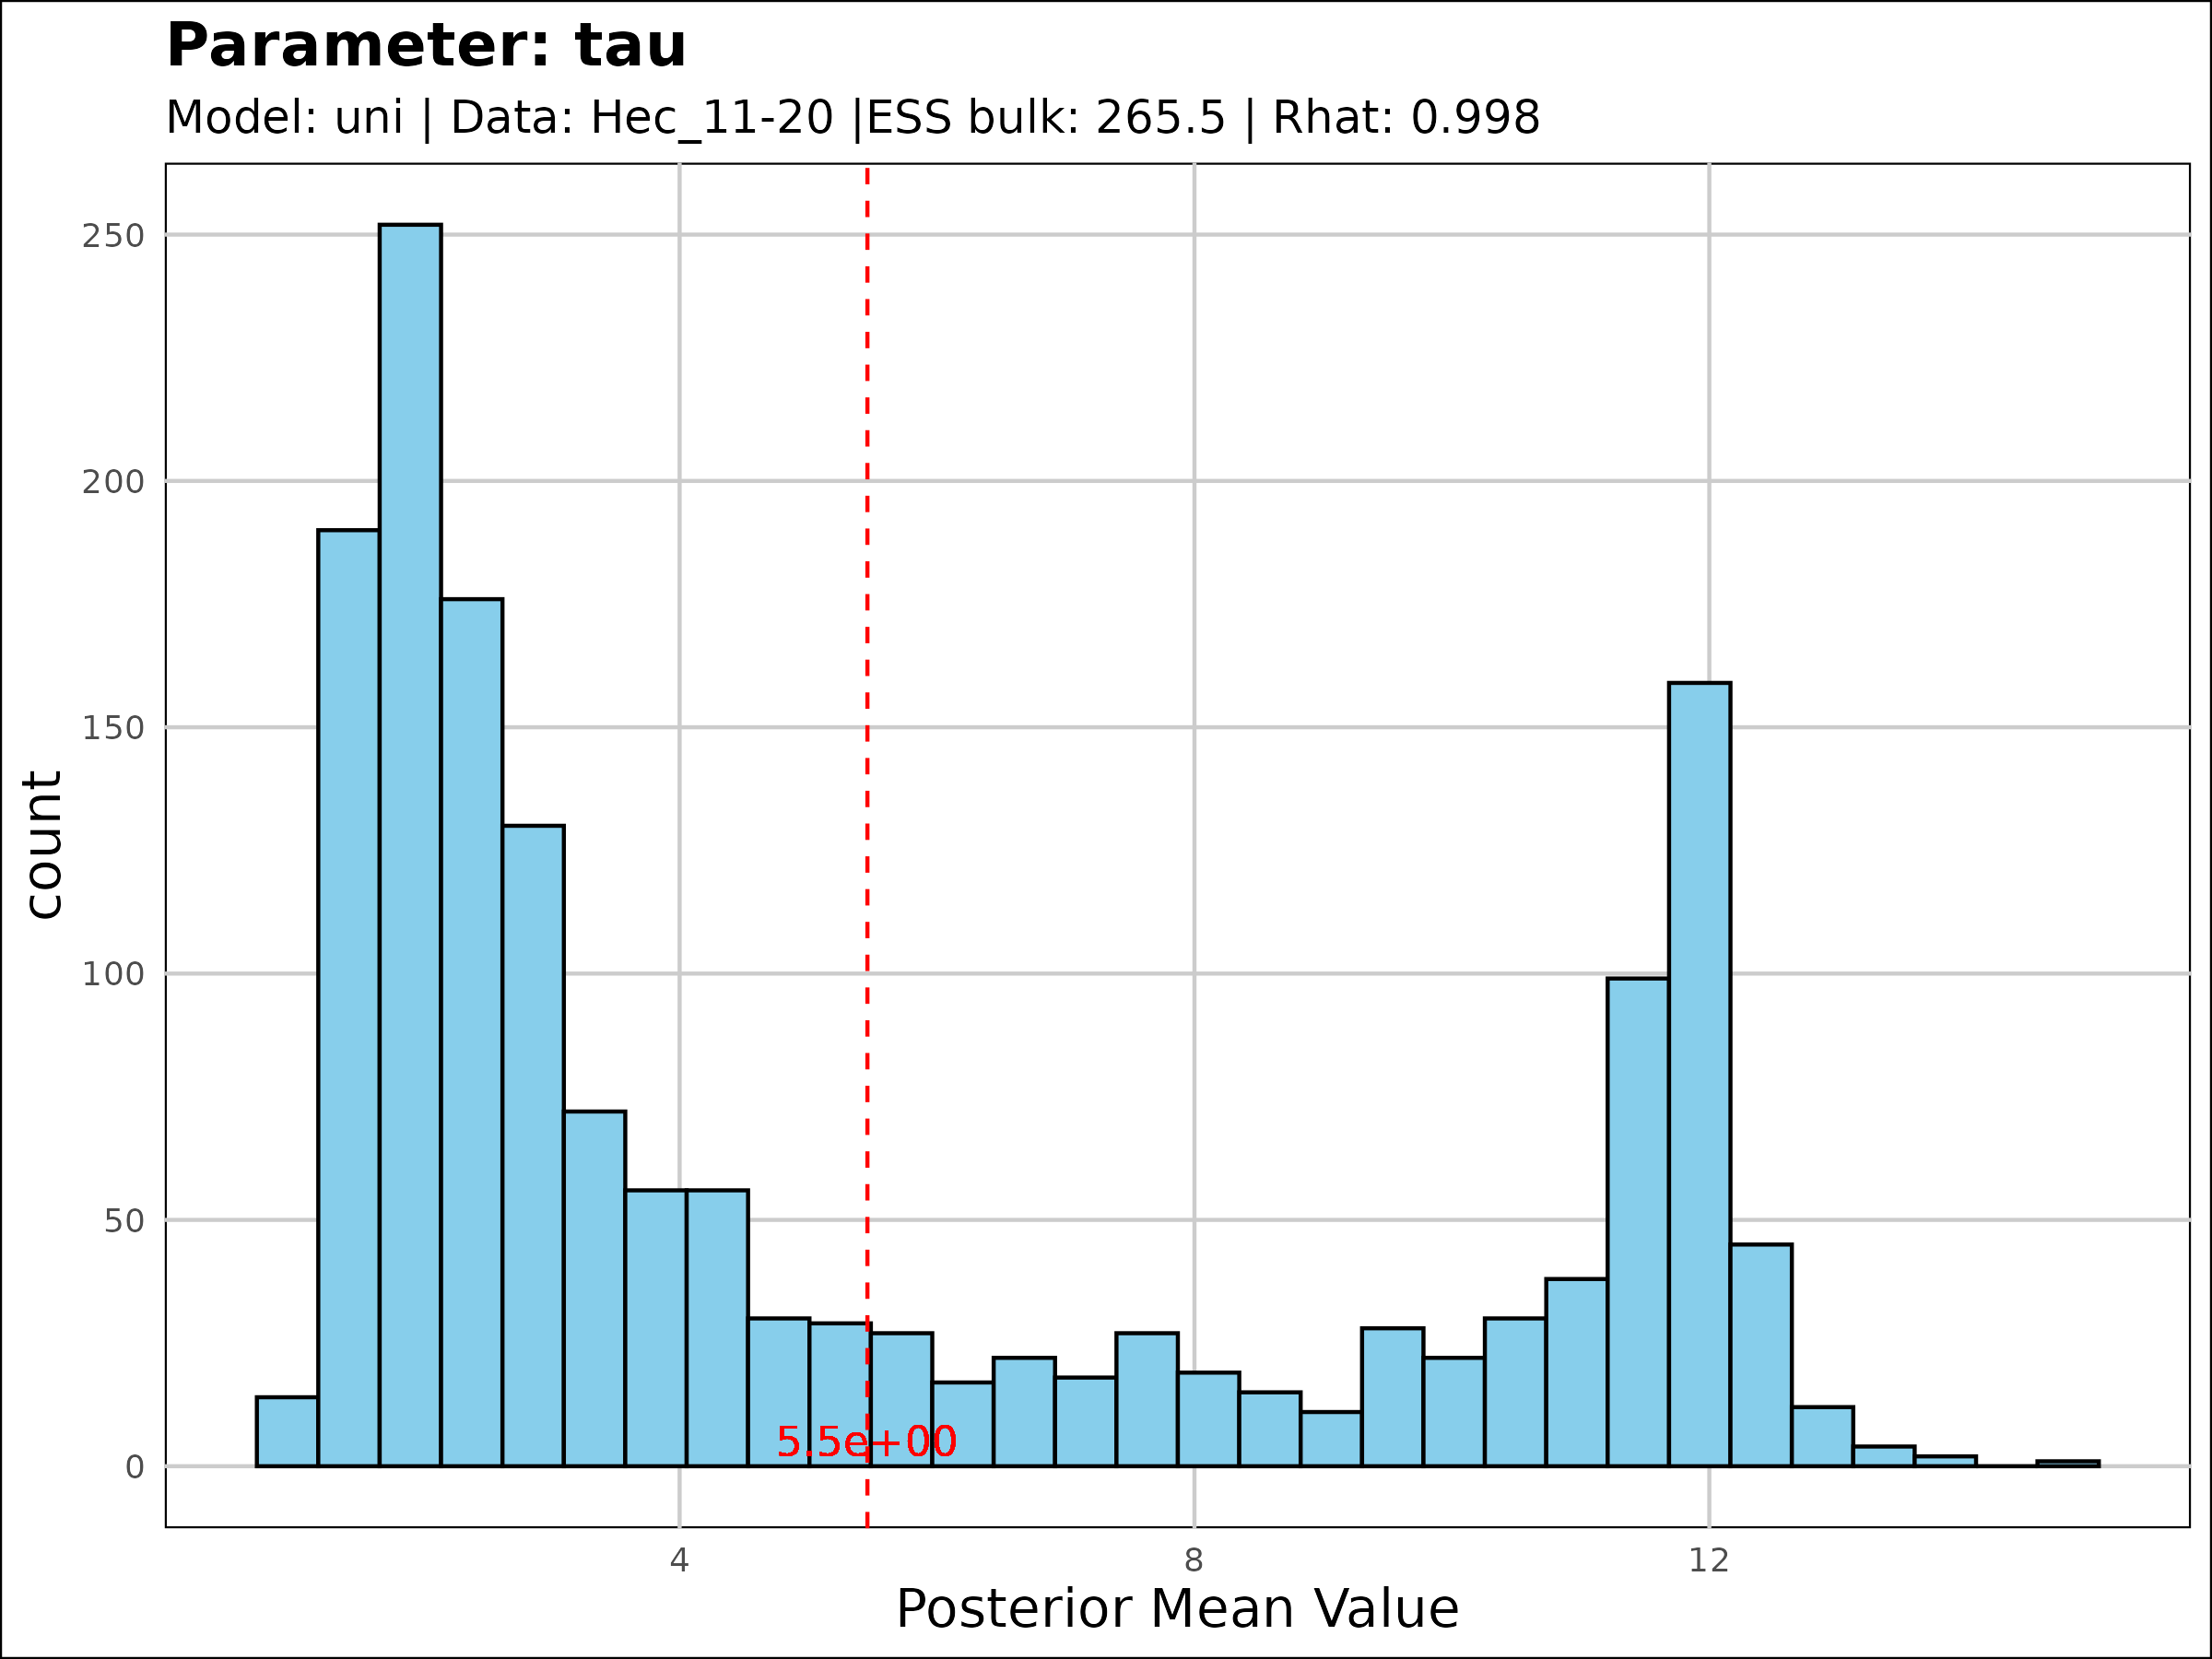 Parameter: tau
Model: uni | Data: Hec_11-20 |ESS bulk: 265.5 | Rhat: 0.998
250
200
150
100
50
0
count
5.5e+00
4
8
12
Posterior Mean Value